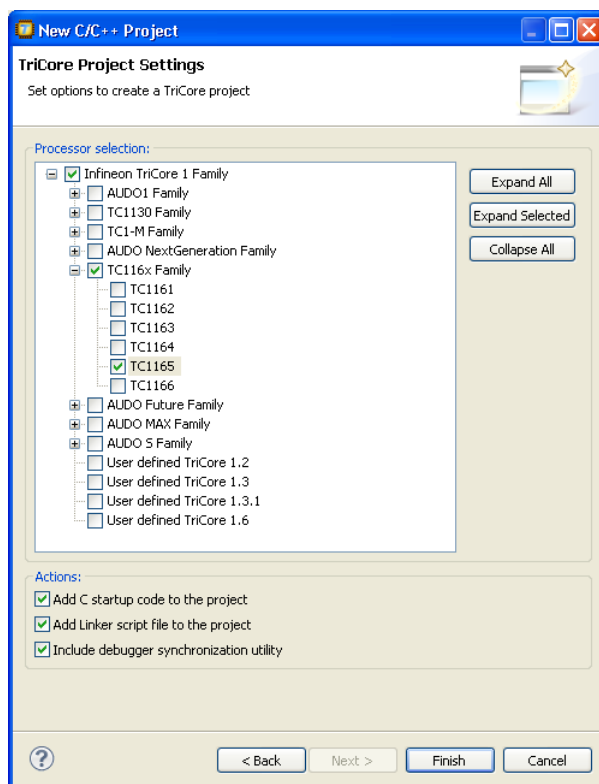 New C/C++ Project
TriCore Project Settings
Set options to create a TriCore project
Processor selection:
Infineon TriCore 1 Family
AUDO1 Family
TC1130 Family
TC1-M Family
AUDO NextGeneration Family
TC116x Family
TC1161
TC1162
TC1163
TC1164
TC1165
TC1166
AUDO Future Family
AUDO MAX Family
AUDO S Family
User defined TriCore 1.2
User defined TriCore 1.3
User defined TriCore 1.3.1
User defined TriCore 1.6
Expand All
Expand Selected
Collapse All
Actions:
Add C startup code to the project
Add Linker script file to the project
Include debugger synchronization utility
< Back
Next >
Finish
Cancel